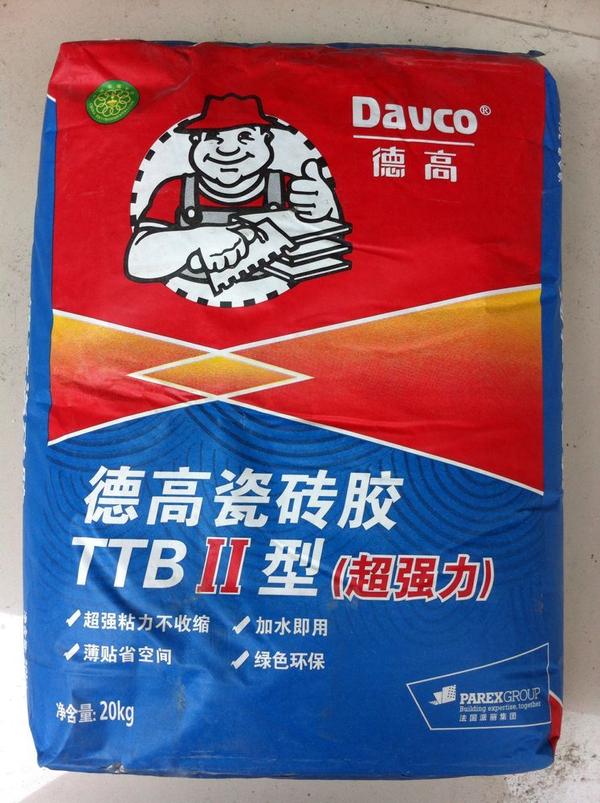 Davco®
德高
德高瓷砖胶
TTB II 型 (超强力)
✓ 超强粘力不收缩 ✓ 加水即用
✓ 薄贴省空间 ✓ 绿色环保
净含量: 20kg
PAREXGROUP
Building expertise, together
法国派丽集团